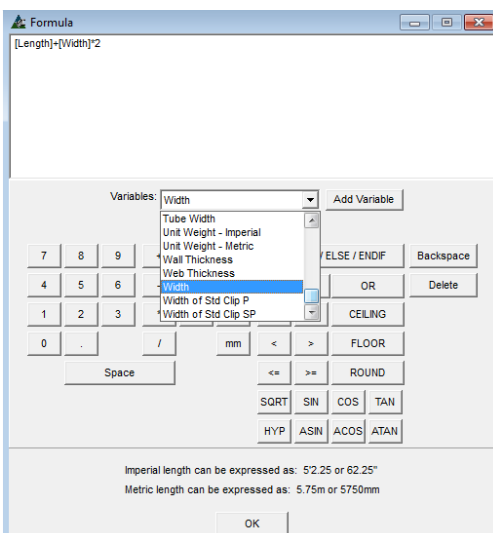 Formula
[Length]+[Width]*2
Variables: Width Add Variable
Tube Width
Unit Weight - Imperial
Unit Weight - Metric
Wall Thickness
Web Thickness
Width
Width of Std Clip P
Width of Std Clip SP
7 8 9 / ELSE / ENDIF Backspace
4 5 6 - OR Delete
1 2 3 * CEILING
0 . / mm < > FLOOR
Space <= >= ROUND
SQRT SIN COS TAN
HYP ASIN ACOS ATAN
Imperial length can be expressed as: 5'2.25 or 62.25"
Metric length can be expressed as: 5.75m or 5750mm
OK